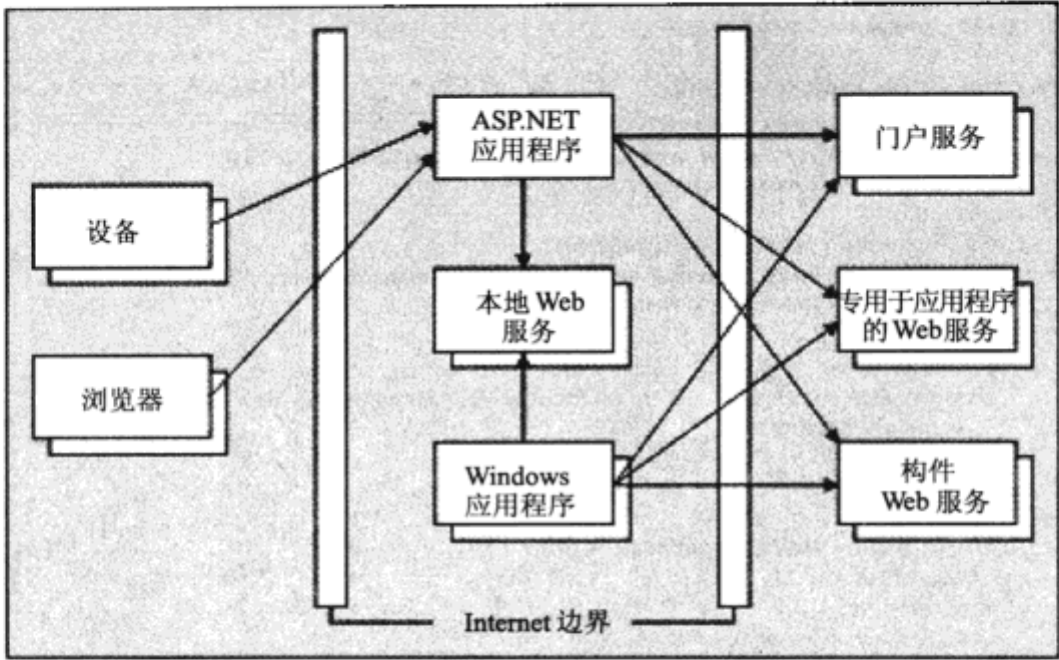 ASP.NET
应用程序
门户服务
设备
本地 Web
服务
专用于应用程序
的 Web服务
浏览器
Windows
应用程序
构件
Web 服务
Internet 边界